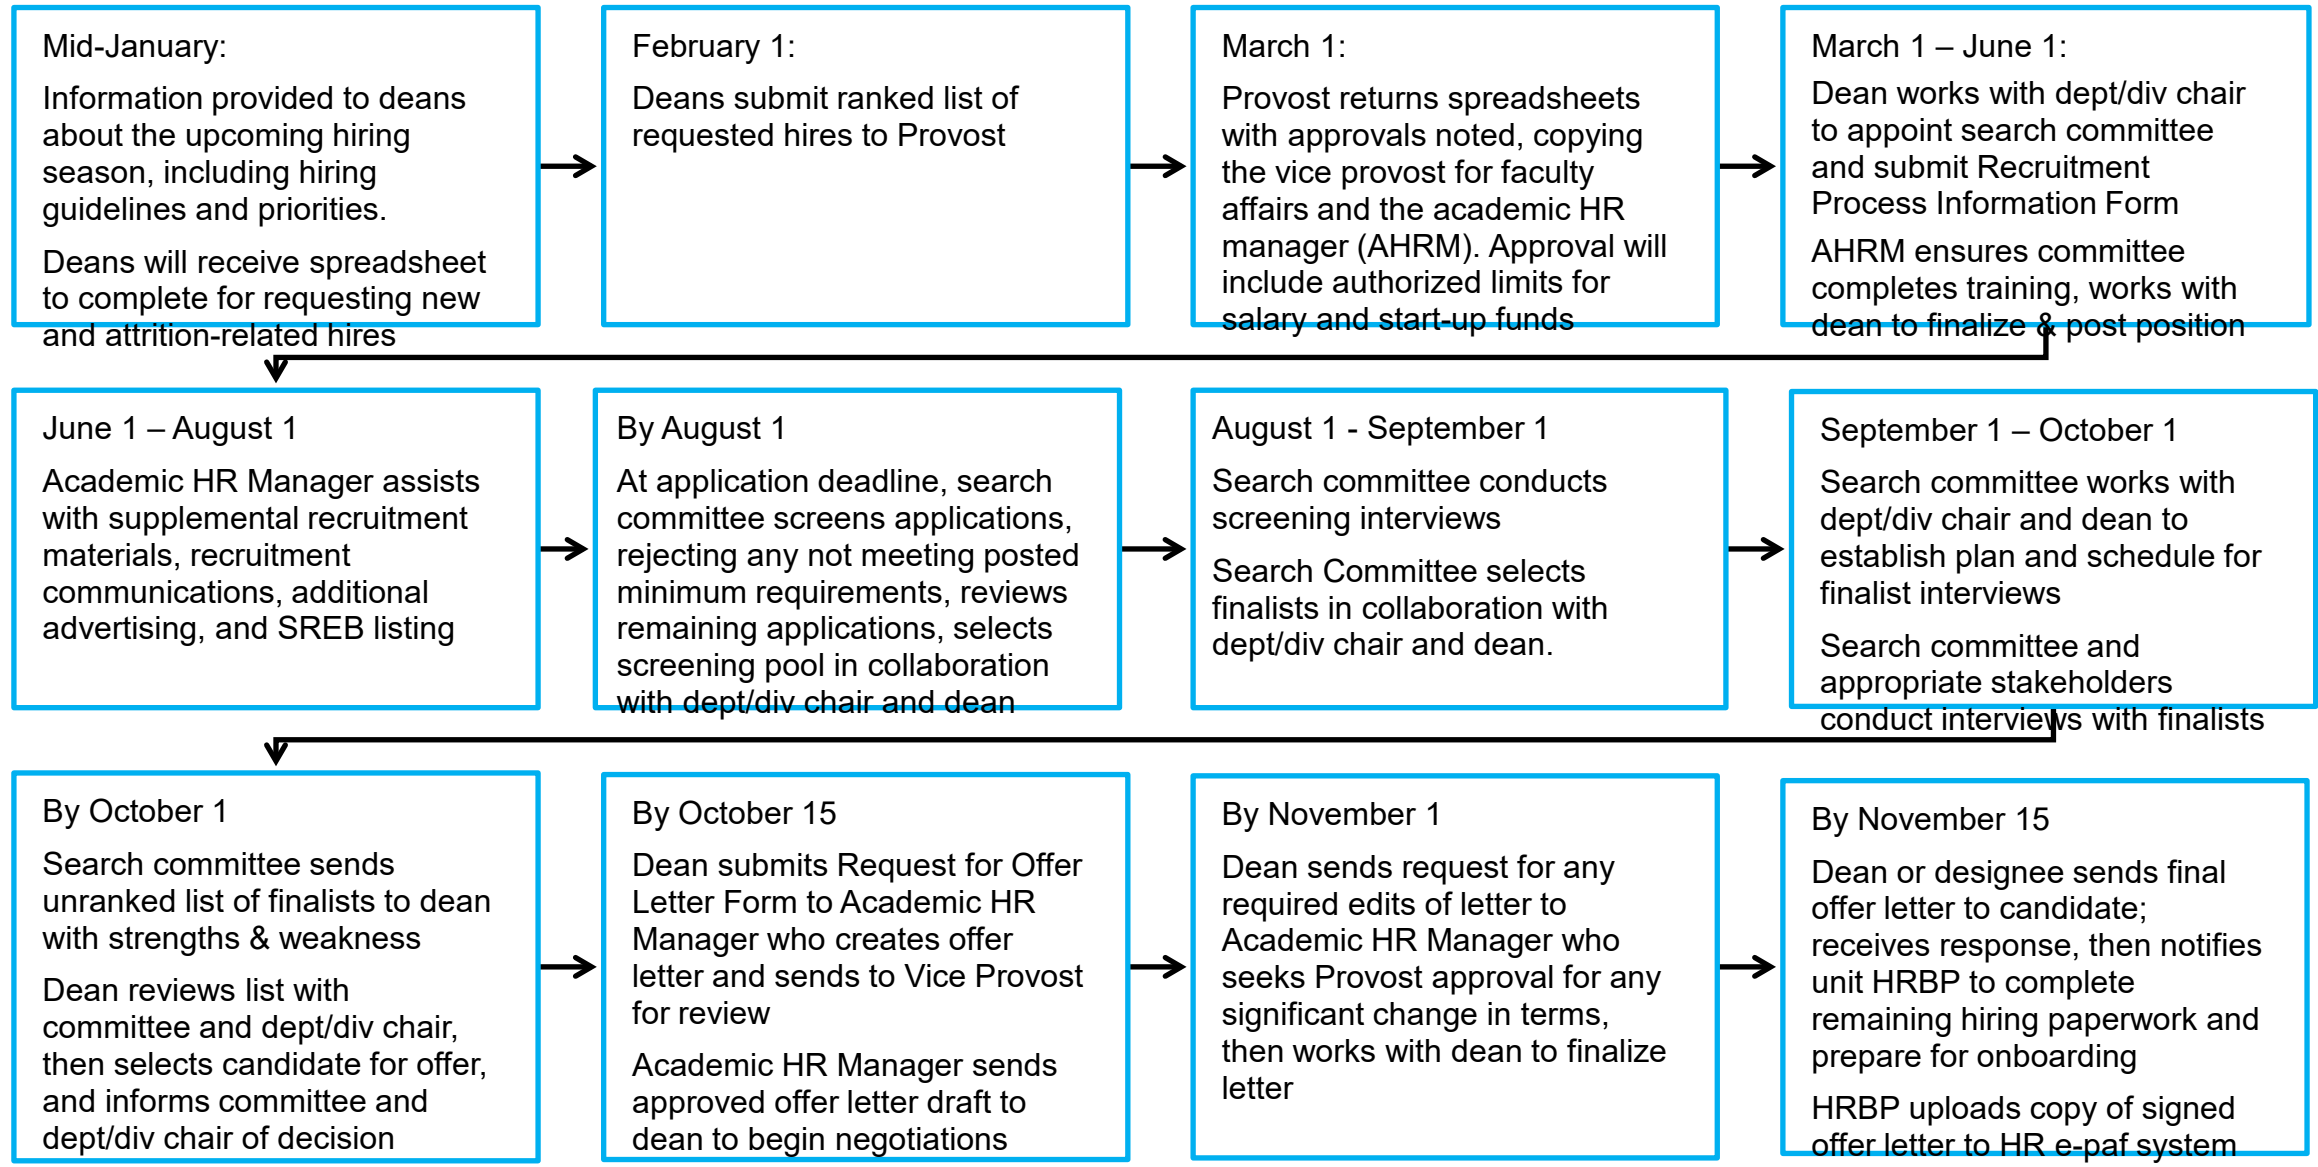 Mid-January:
Information provided to deans
about the upcoming hiring
season, including hiring
guidelines and priorities.
Deans will receive spreadsheet
to complete for requesting new
and attrition-related hires
February 1:
Deans submit ranked list of
requested hires to Provost
March 1:
Provost returns spreadsheets
with approvals noted, copying
the vice provost for faculty
affairs and the academic HR
manager (AHRM). Approval will
include authorized limits for
salary and start-up funds
March 1 – June 1:
Dean works with dept/div chair
to appoint search committee
and submit Recruitment
Process Information Form
AHRM ensures committee
completes training, works with
dean to finalize & post position
June 1 – August 1
Academic HR Manager assists
with supplemental recruitment
materials, recruitment
communications, additional
advertising, and SREB listing
By August 1
At application deadline, search
committee screens applications,
rejecting any not meeting posted
minimum requirements, reviews
remaining applications, selects
screening pool in collaboration
with dept/div chair and dean
August 1 - September 1
Search committee conducts
screening interviews
Search Committee selects
finalists in collaboration with
dept/div chair and dean.
September 1 – October 1
Search committee works with
dept/div chair and dean to
establish plan and schedule for
finalist interviews
Search committee and
appropriate stakeholders
conduct interviews with finalists
By October 1
Search committee sends
unranked list of finalists to dean
with strengths & weakness
Dean reviews list with
committee and dept/div chair,
then selects candidate for offer,
and informs committee and
dept/div chair of decision
By October 15
Dean submits Request for Offer
Letter Form to Academic HR
Manager who creates offer
letter and sends to Vice Provost
for review
Academic HR Manager sends
approved offer letter draft to
dean to begin negotiations
By November 1
Dean sends request for any
required edits of letter to
Academic HR Manager who
seeks Provost approval for any
significant change in terms,
then works with dean to finalize
letter
By November 15
Dean or designee sends final
offer letter to candidate;
receives response, then notifies
unit HRBP to complete
remaining hiring paperwork and
prepare for onboarding
HRBP uploads copy of signed
offer letter to HR e-paf system